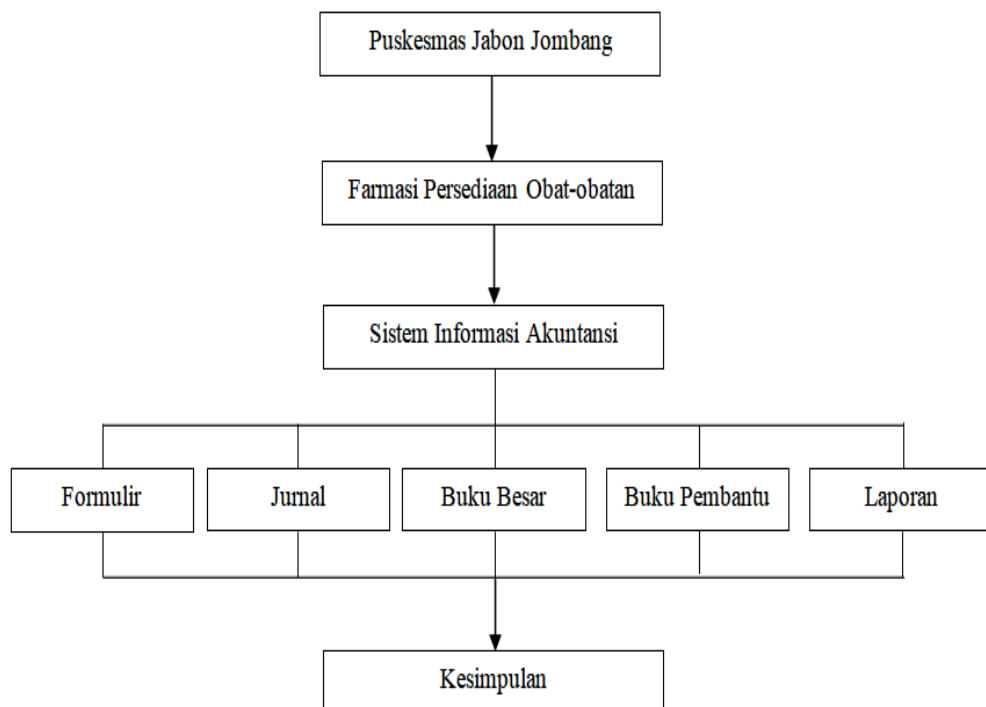 Puskesmas Jabon Jombang
Farmasi Persediaan Obat-obatan
Sistem Informasi Akuntansi
Formulir
Jurnal
Buku Besar
Buku Pembantu
Laporan
Kesimpulan